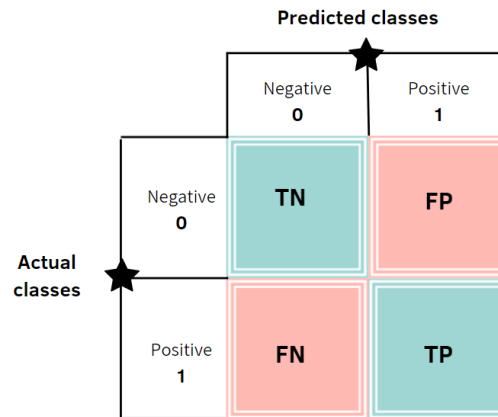 Predicted classes
Negative
0
Positive
1
Negative
0
TN
FP
Actual
classes
Positive
1
FN
TP